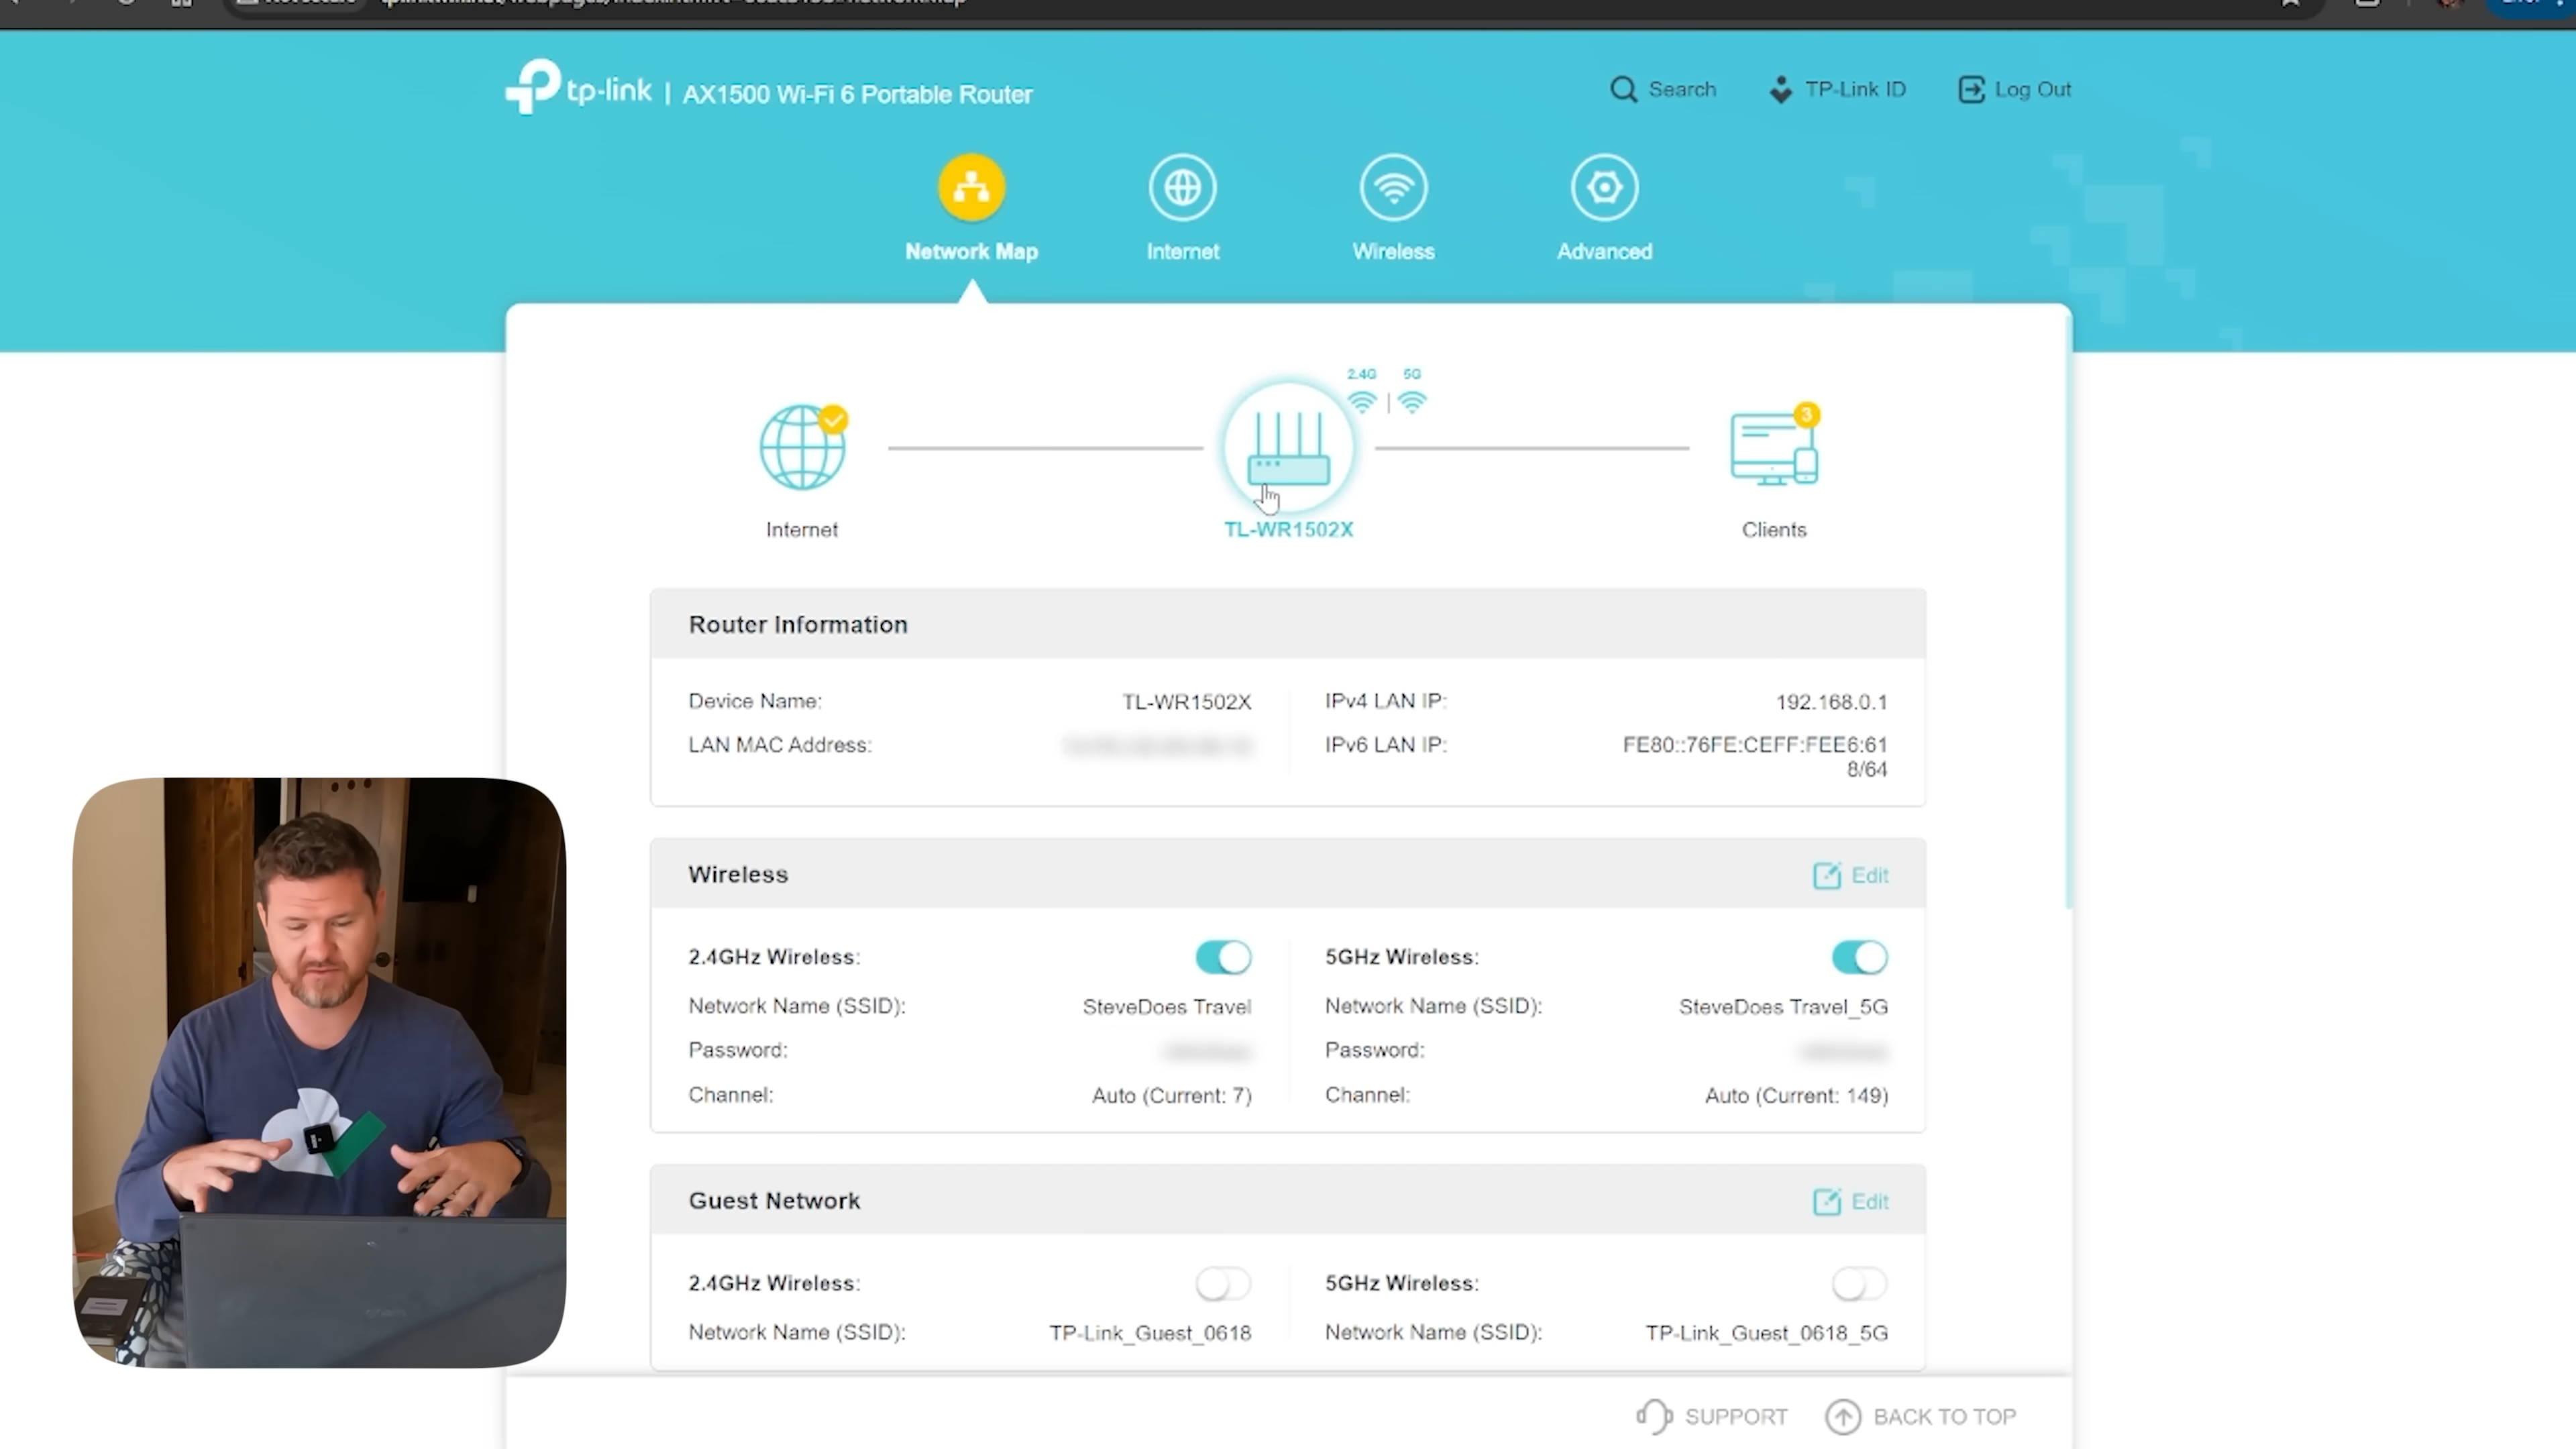 tp-link | AX1500 Wi-Fi 6 Portable Router
Search
TP-Link ID
Log Out
Network Map
Internet
Wireless
Advanced
2.4G
5G
3
Internet
TL-WR1502X
Clients
Router Information
Device Name:
TL-WR1502X
IPv4 LAN IP:
192.168.0.1
LAN MAC Address:
IPv6 LAN IP:
FE80::76FE:CEFF:FEE6:61
8/64
Wireless
Edit
2.4GHz Wireless:
5GHz Wireless:
Network Name (SSID):
SteveDoes Travel
Network Name (SSID):
SteveDoes Travel_5G
Password:
Password:
Channel:
Auto (Current: 7)
Channel:
Auto (Current: 149)
Guest Network
Edit
2.4GHz Wireless:
5GHz Wireless:
Network Name (SSID):
TP-Link_Guest_0618
Network Name (SSID):
TP-Link_Guest_0618_5G
SUPPORT
BACK TO TOP